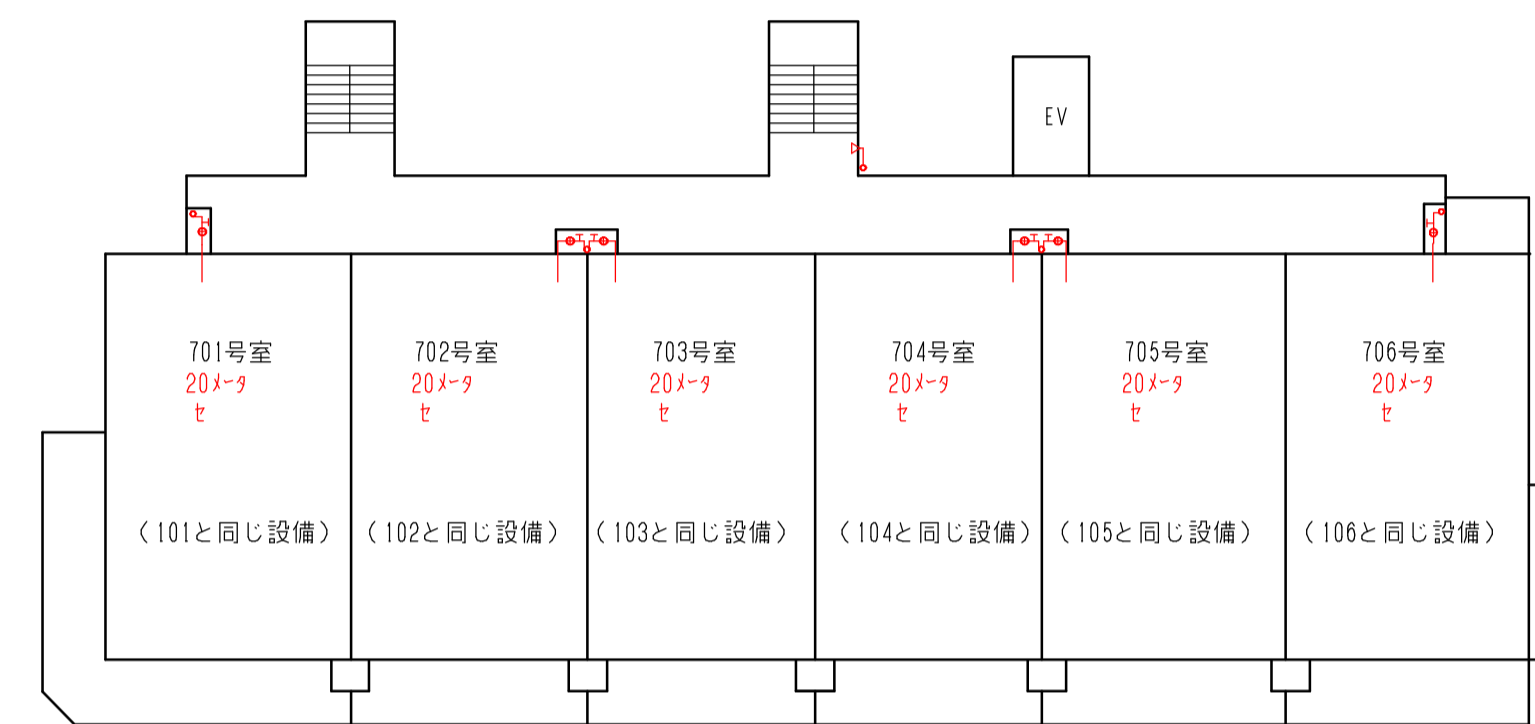 EV
701号室
20メータ
セ
(101と同じ設備)
702号室
20メータ
セ
(102と同じ設備)
703号室
20メータ
セ
(103と同じ設備)
704号室
20メータ
セ
(104と同じ設備)
705号室
20メータ
セ
(105と同じ設備)
706号室
20メータ
セ
(106と同じ設備)